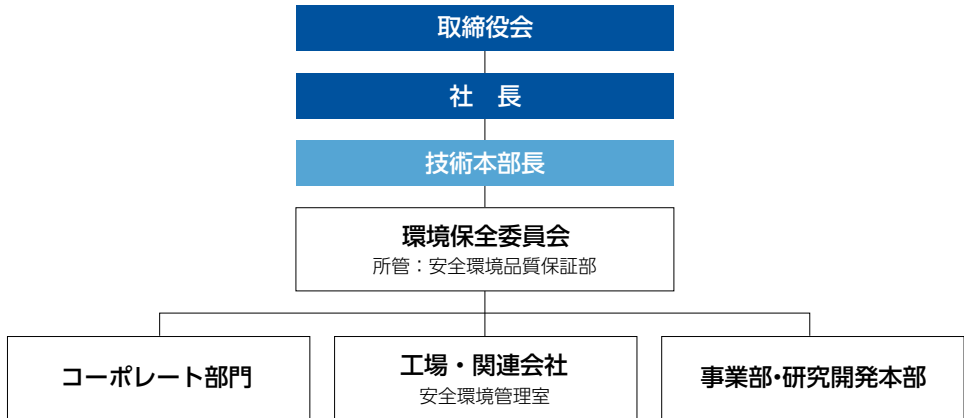 取締役会
社　長
技術本部長
環境保全委員会
所管：安全環境品質保証部
コーポレート部門
工場・関連会社
安全環境管理室
事業部・研究開発本部